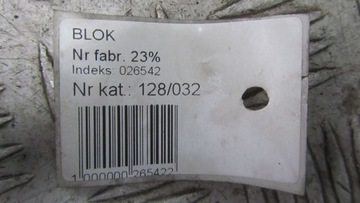 BLOK
Nr fabr. 23%
Indeks 026542
Nr kat.: 128/032
1 000000 265422